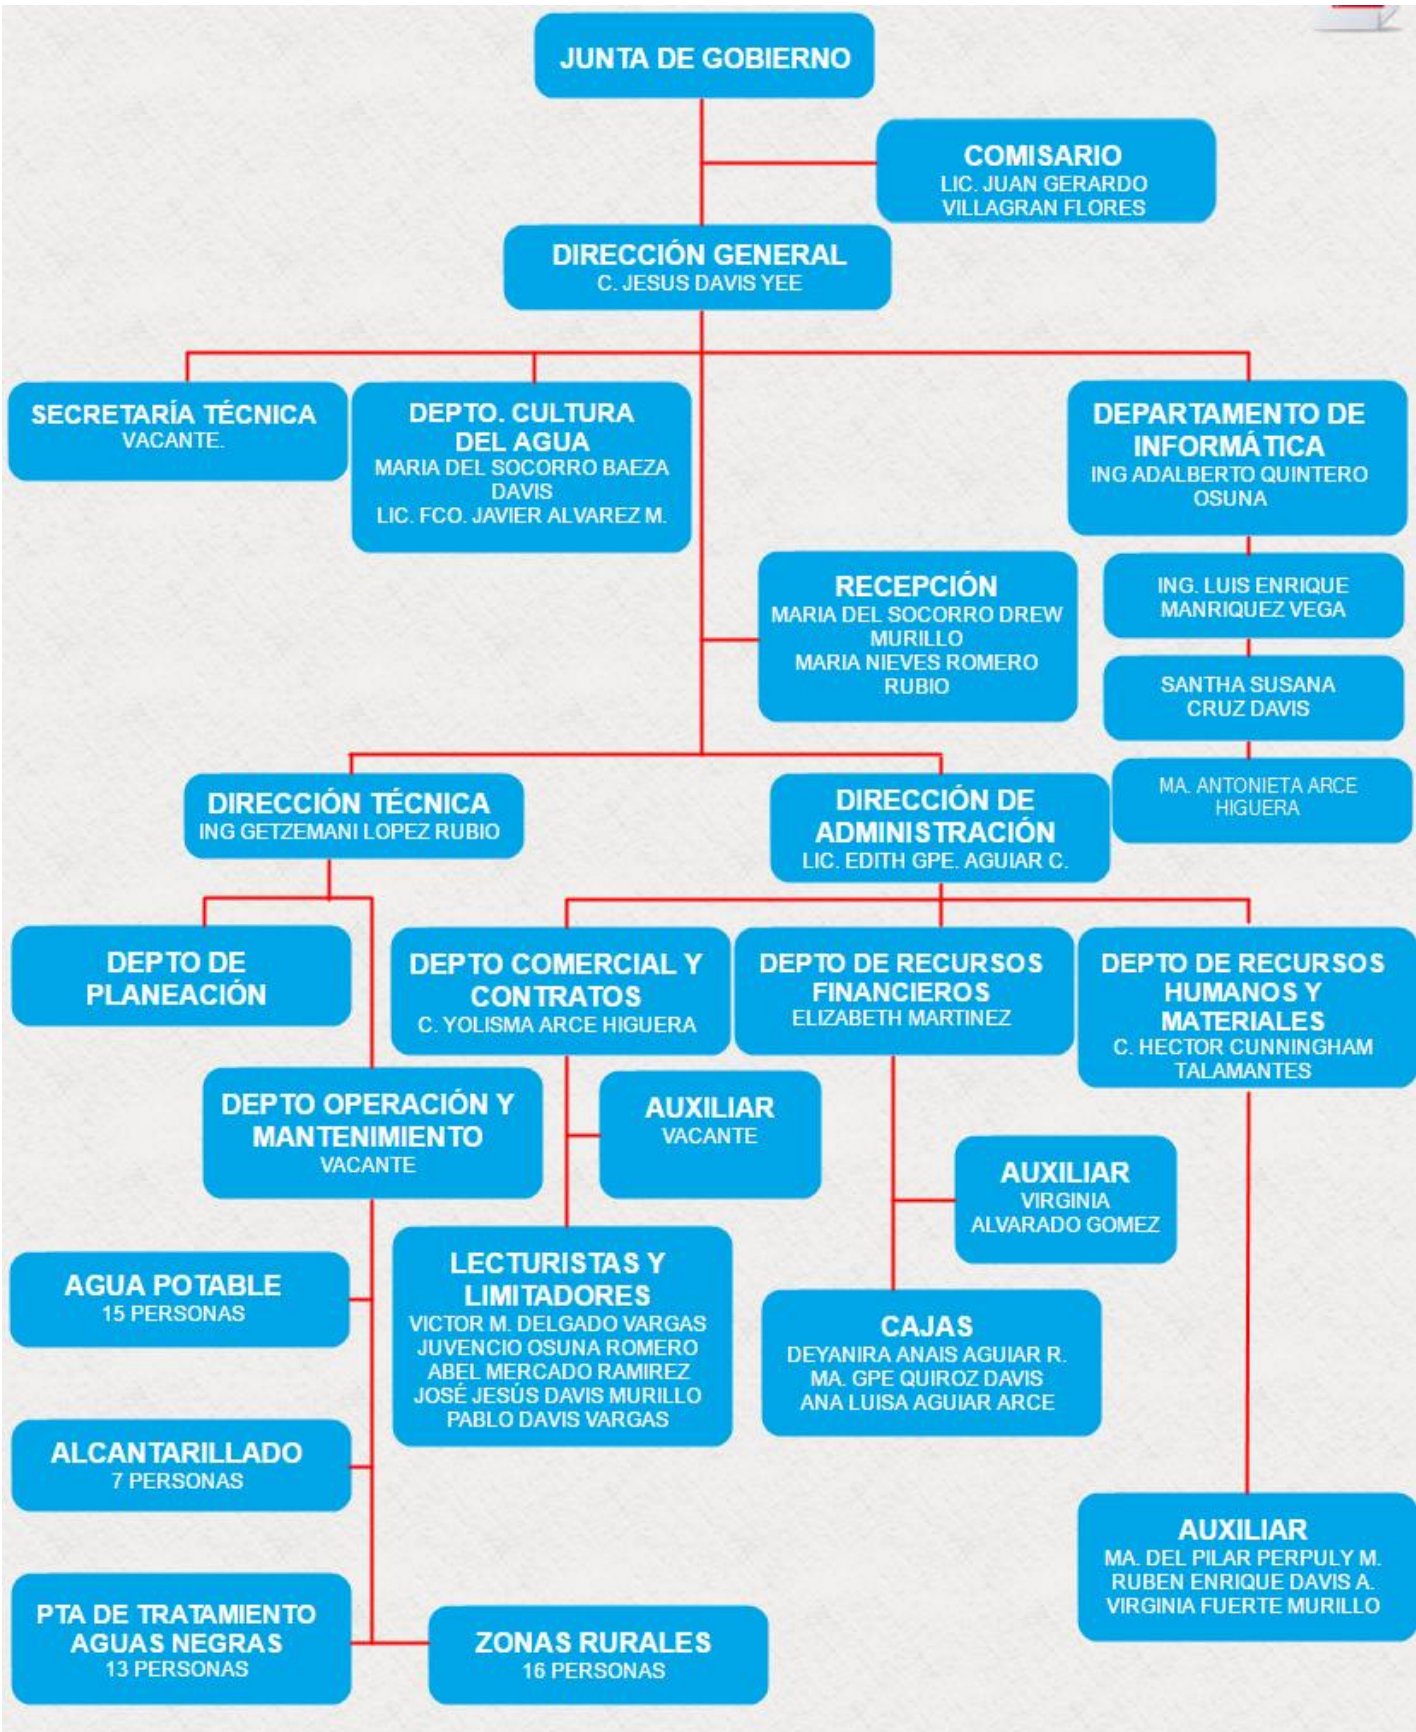 JUNTA DE GOBIERNO
COMISARIO
LIC. JUAN GERARDO
VILLAGRAN FLORES
DIRECCIÓN GENERAL
C. JESUS DAVIS YEE
SECRETARÍA TÉCNICA
VACANTE.
DEPTO. CULTURA
DEL AGUA
MARIA DEL SOCORRO BAEZA
DAVIS
LIC. FCO. JAVIER ALVAREZ M.
DEPARTAMENTO DE
INFORMÁTICA
ING ADALBERTO QUINTERO
OSUNA
ING. LUIS ENRIQUE
MANRIQUEZ VEGA
SANTHA SUSANA
CRUZ DAVIS
MA. ANTONIETA ARCE
HIGUERA
RECEPCIÓN
MARIA DEL SOCORRO DREW
MURILLO
MARIA NIEVES ROMERO
RUBIO
DIRECCIÓN TÉCNICA
ING GETZEMANI LOPEZ RUBIO
DIRECCIÓN DE
ADMINISTRACIÓN
LIC. EDITH GPE. AGUIAR C.
DEPTO DE
PLANEACIÓN
DEPTO COMERCIAL Y
CONTRATOS
C. YOLISMA ARCE HIGUERA
DEPTO DE RECURSOS
FINANCIEROS
ELIZABETH MARTINEZ
DEPTO DE RECURSOS
HUMANOS Y
MATERIALES
C. HECTOR CUNNINGHAM
TALAMANTES
DEPTO OPERACIÓN Y
MANTENIMIENTO
VACANTE
AUXILIAR
VACANTE
AUXILIAR
VIRGINIA
ALVARADO GOMEZ
AGUA POTABLE
15 PERSONAS
LECTURISTAS Y
LIMITADORES
VICTOR M. DELGADO VARGAS
JUVENCIO OSUNA ROMERO
ABEL MERCADO RAMIREZ
JOSÉ JESÚS DAVIS MURILLO
PABLO DAVIS VARGAS
CAJAS
DEYANIRA ANAIS AGUIAR R.
MA. GPE QUIROZ DAVIS
ANA LUISA AGUIAR ARCE
ALCANTARILLADO
7 PERSONAS
AUXILIAR
MA. DEL PILAR PERPULY M.
RUBEN ENRIQUE DAVIS A.
VIRGINIA FUERTE MURILLO
PTA DE TRATAMIENTO
AGUAS NEGRAS
13 PERSONAS
ZONAS RURALES
16 PERSONAS